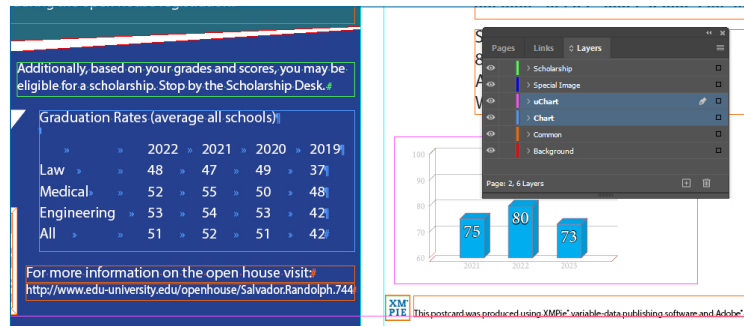 Additionally, based on your grades and scores, you may be
eligible for a scholarship. Stop by the Scholarship Desk.#
Graduation Rates (average all schools)¶
¶
» » 2022 » 2021 » 2020 » 2019¶
Law » » 48 » 47 » 49 » 37¶
Medical» » 52 » 55 » 50 » 48¶
Engineering » 53 » 54 » 53 » 42¶
All » » 51 » 52 » 51 » 42#
For more information on the open house visit:#
http://www.edu-university.edu/openhouse/Salvador.Randolph.744
Pages Links Layers
Scholarship
Special Image
uChart
Chart
Common
Background
Page: 2, 6 Layers
100
90
80
70
60
75
80
73
2021 2022 2023
XM
PIE
This postcard was produced using XMPie® variable-data publishing software and Adobe®